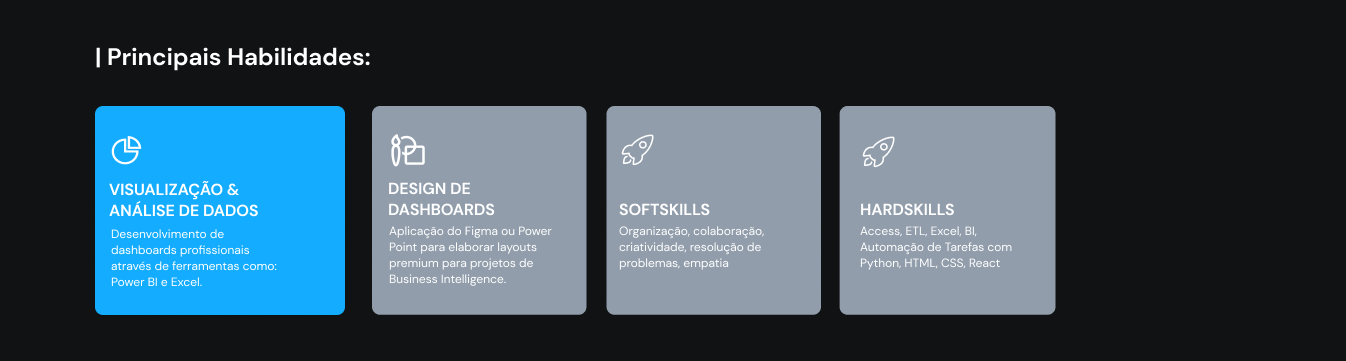 | Principais Habilidades:
VISUALIZAÇÃO &
ANÁLISE DE DADOS
Desenvolvimento de
dashboards profissionais
através de ferramentas como:
Power BI e Excel.
DESIGN DE
DASHBOARDS
Aplicação do Figma ou Power
Point para elaborar layouts
premium para projetos de
Business Intelligence.
SOFTSKILLS
Organização, colaboração,
criatividade, resolução de
problemas, empatia
HARDSKILLS
Access, ETL, Excel, BI,
Automação de Tarefas com
Python, HTML, CSS, React